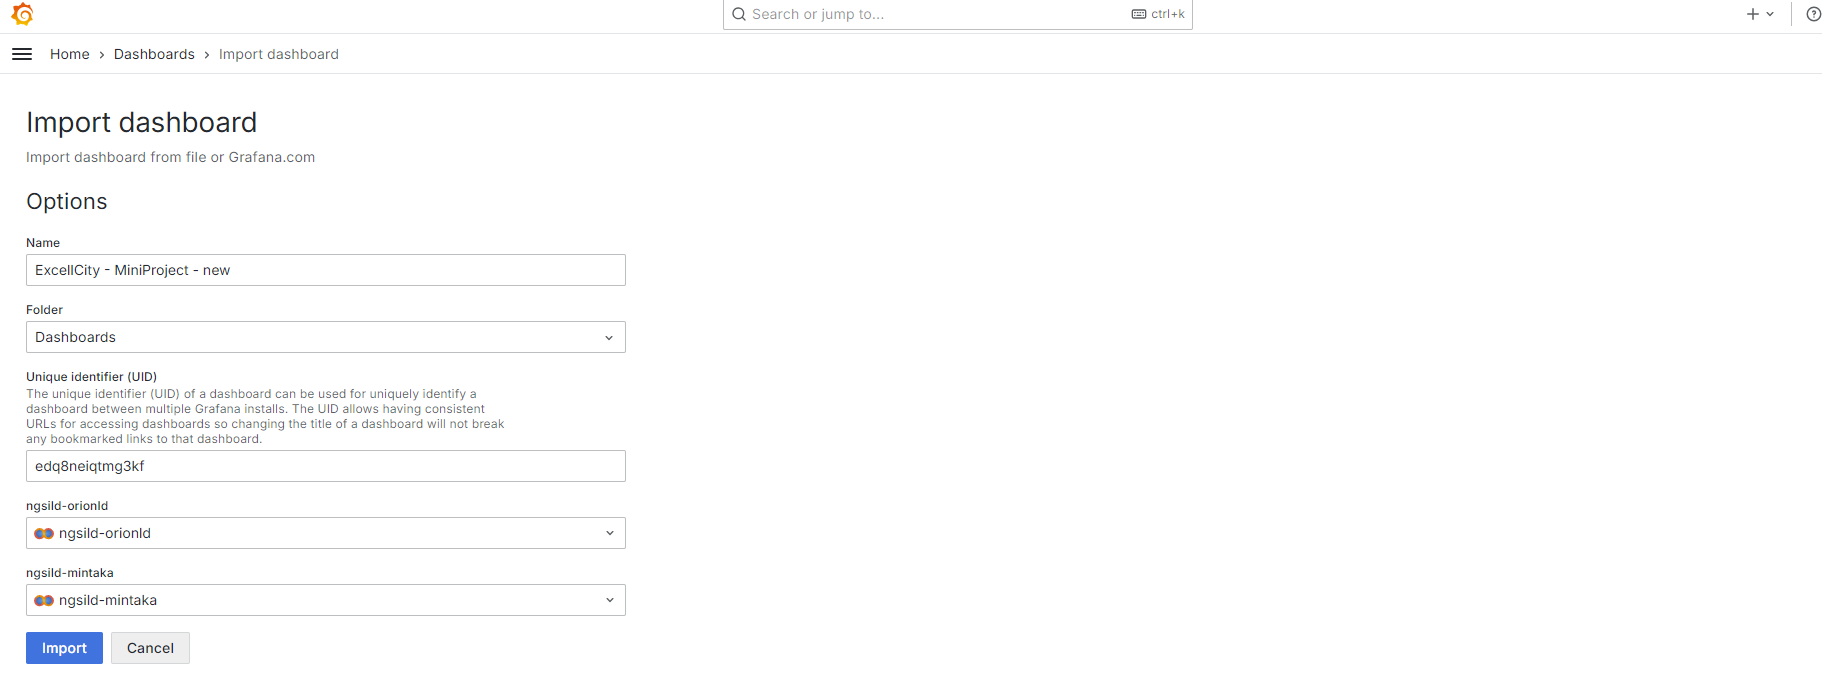 Search or jump to...
ctrl+k
Home > Dashboards > Import dashboard
Import dashboard
Import dashboard from file or Grafana.com
Options
Name
ExcellCity - MiniProject - new
Folder
Dashboards
Unique identifier (UID)
The unique identifier (UID) of a dashboard can be used for uniquely identify a
dashboard between multiple Grafana installs. The UID allows having consistent
URLs for accessing dashboards so changing the title of a dashboard will not break
any bookmarked links to that dashboard.
edq8neiqtmg3kf
ngsild-orionld
ngsild-orionld
ngsild-mintaka
ngsild-mintaka
Import
Cancel